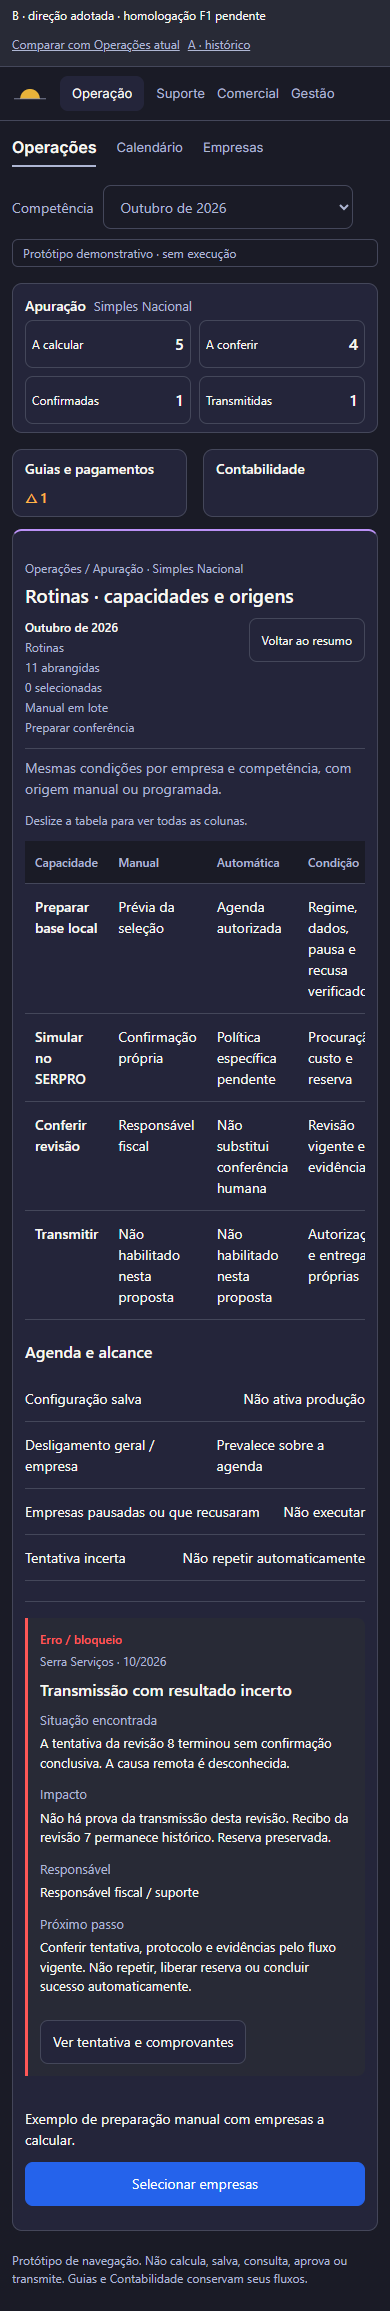 B · direção adotada · homologação F1 pendente
Comparar com Operações atual A · histórico
Operação Suporte Comercial Gestão
Operações Calendário Empresas
Competência Outubro de 2026
Protótipo demonstrativo · sem execução
Apuração Simples Nacional
A calcular 5 A conferir 4
Confirmadas 1 Transmitidas 1
Guias e pagamentos Contabilidade
△ 1
Operações / Apuração · Simples Nacional
Rotinas · capacidades e origens
Outubro de 2026
Rotinas
11 abrangidas
0 selecionadas
Manual em lote
Preparar conferência
Voltar ao resumo
Mesmas condições por empresa e competência, com
origem manual ou programada.
Deslize a tabela para ver todas as colunas.
Capacidade Manual Automática Condição
Preparar Prévia da Agenda Regime,
base local seleção autorizada dados,
pausa e
recusa
verificado
Simular Confirmação Política Procuraç
no própria específica custo e
SERPRO pendente reserva
Conferir Responsável Não Revisão
revisão fiscal substitui vigente e
conferência evidência
humana
Transmitir Não Não Autorizaç
habilitado habilitado e entrega
nesta nesta próprias
proposta proposta
Agenda e alcance
Configuração salva Não ativa produção
Desligamento geral / Prevalece sobre a
empresa agenda
Empresas pausadas ou que recusaram Não executar
Tentativa incerta Não repetir automaticamente
Erro / bloqueio
Serra Serviços · 10/2026
Transmissão com resultado incerto
Situação encontrada
A tentativa da revisão 8 terminou sem confirmação
conclusiva. A causa remota é desconhecida.
Impacto
Não há prova da transmissão desta revisão. Recibo da
revisão 7 permanece histórico. Reserva preservada.
Responsável
Responsável fiscal / suporte
Próximo passo
Conferir tentativa, protocolo e evidências pelo fluxo
vigente. Não repetir, liberar reserva ou concluir
sucesso automaticamente.
Ver tentativa e comprovantes
Exemplo de preparação manual com empresas a
calcular.
Selecionar empresas
Protótipo de navegação. Não calcula, salva, consulta, aprova ou
transmite. Guias e Contabilidade conservam seus fluxos.